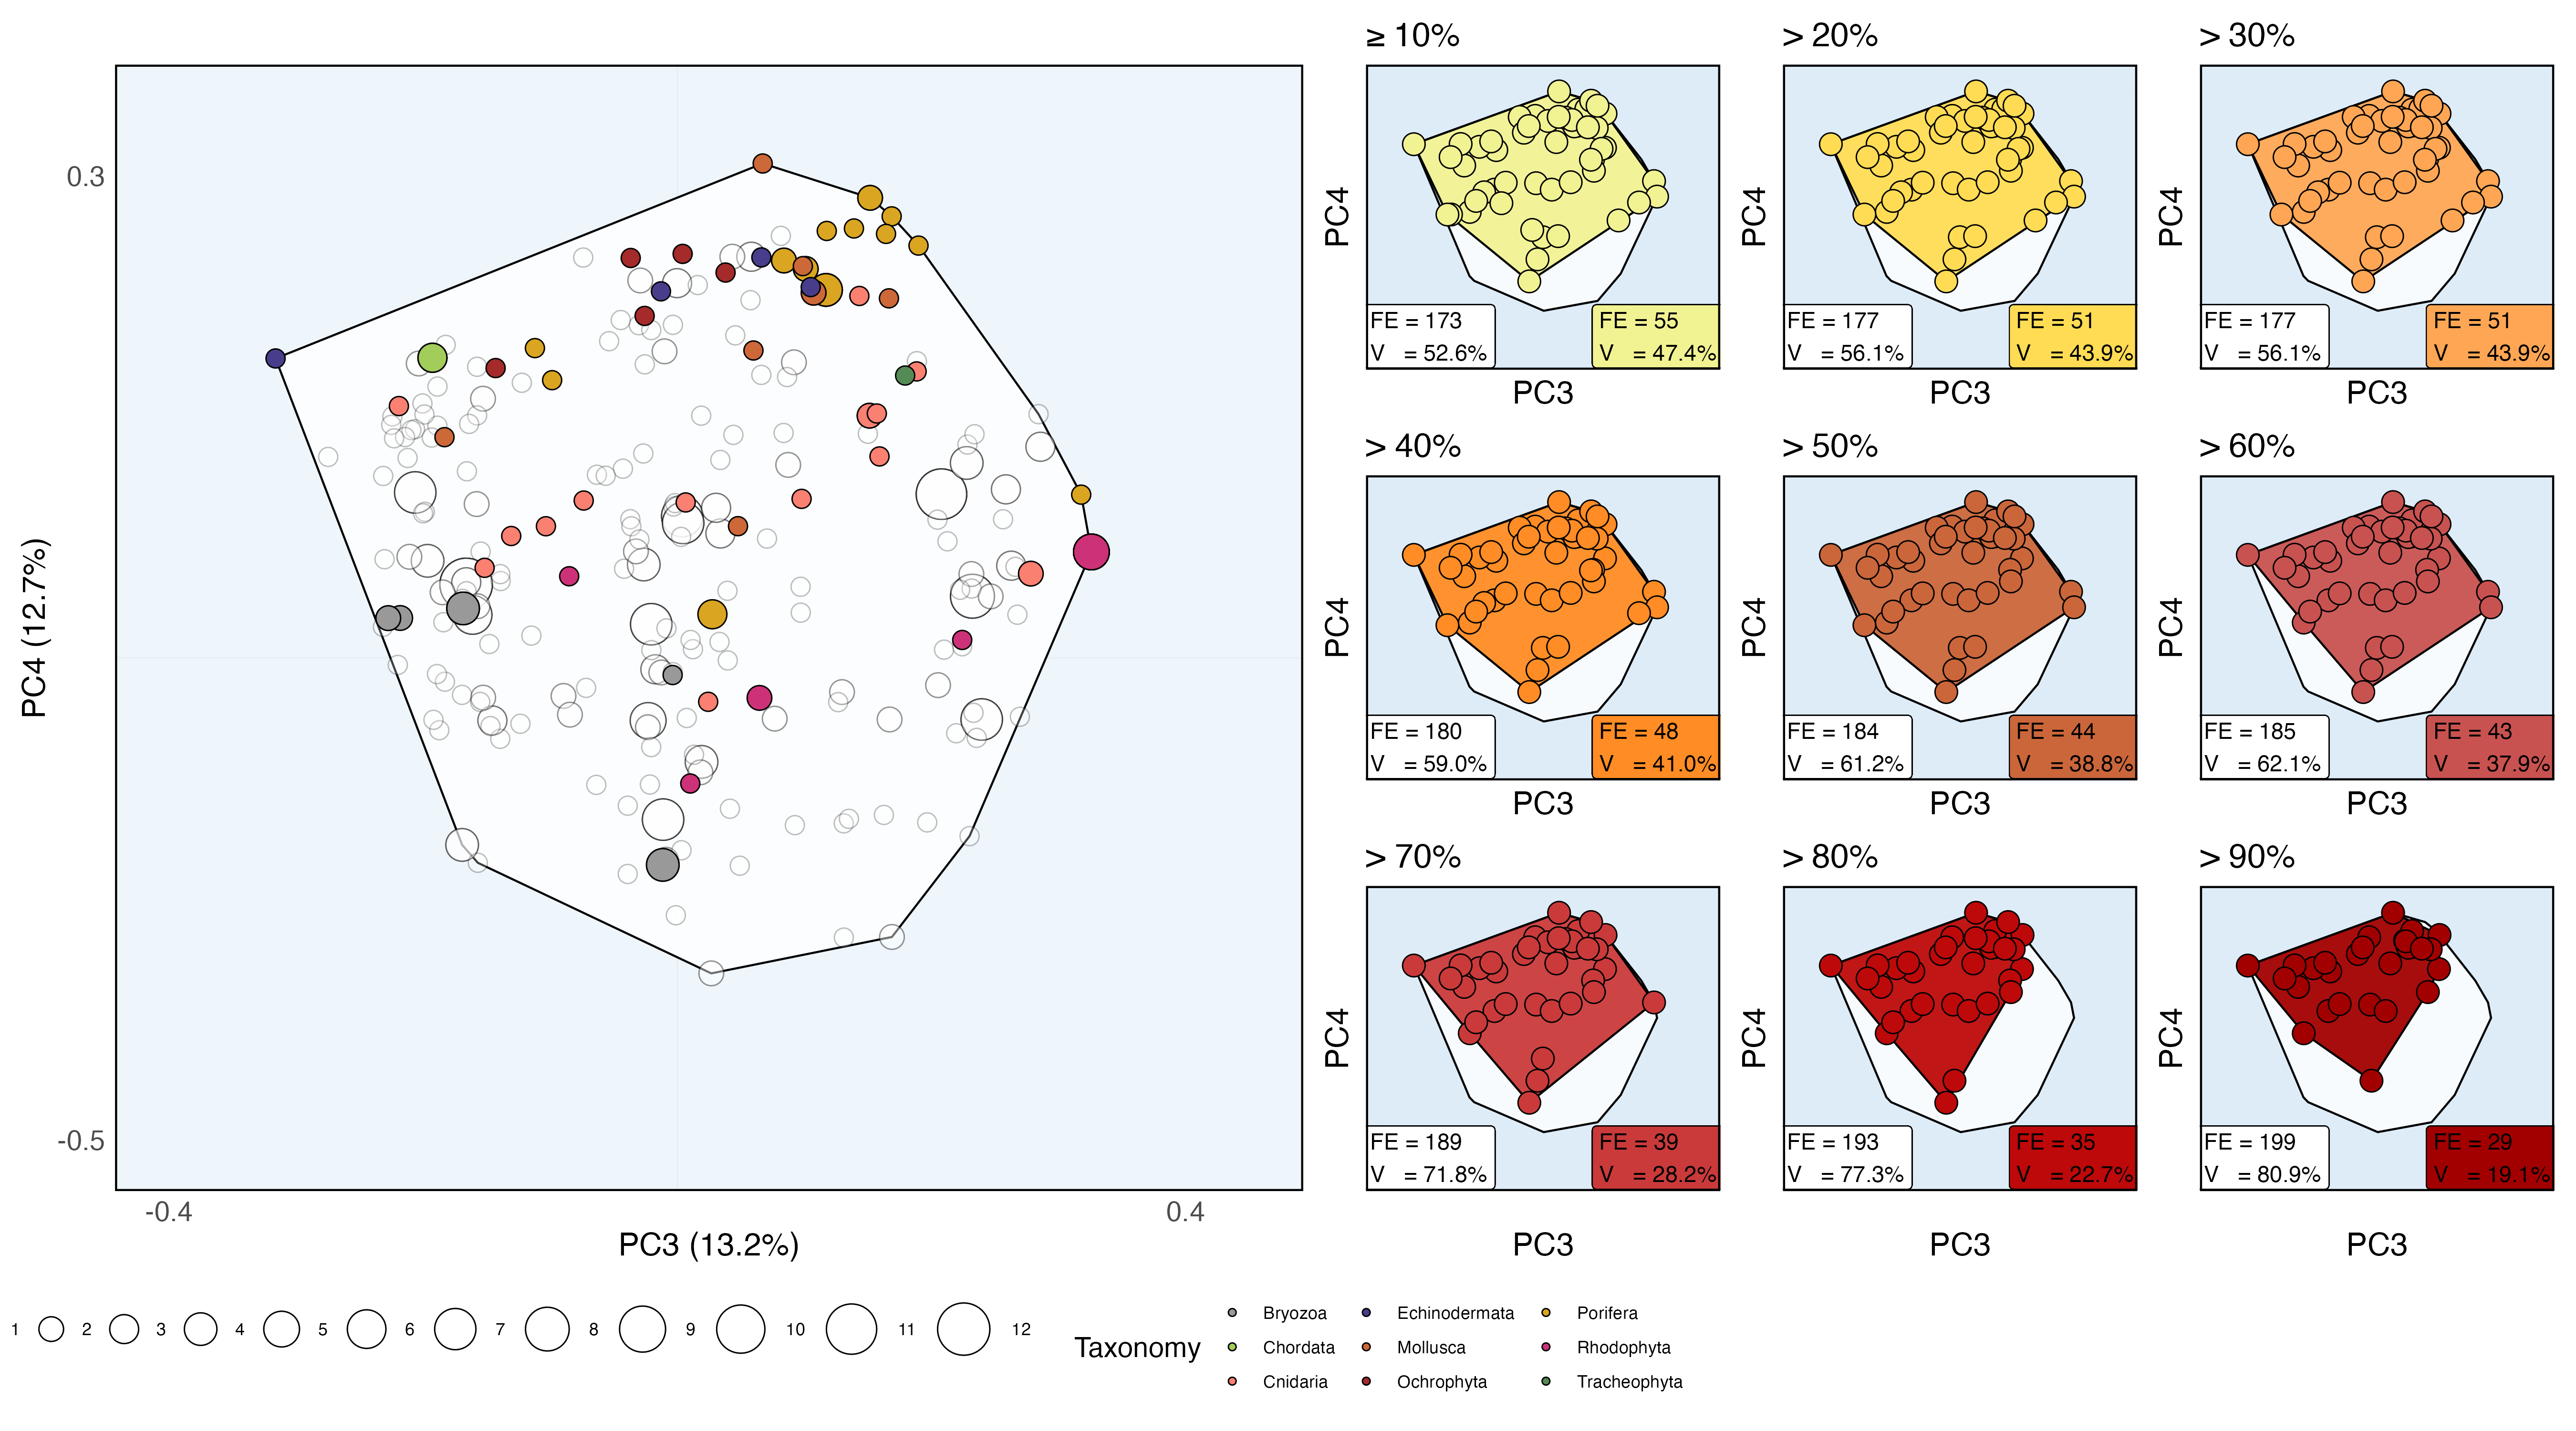 0.3
-0.5
PC4 (12.7%)
-0.4
0.4
PC3 (13.2%)
≥ 10%
PC4
FE = 173
V = 52.6%
FE = 55
V = 47.4%
PC3
> 20%
PC4
FE = 177
V = 56.1%
FE = 51
V = 43.9%
PC3
> 30%
PC4
FE = 177
V = 56.1%
FE = 51
V = 43.9%
PC3
> 40%
PC4
FE = 180
V = 59.0%
FE = 48
V = 41.0%
PC3
> 50%
PC4
FE = 184
V = 61.2%
FE = 44
V = 38.8%
PC3
> 60%
PC4
FE = 185
V = 62.1%
FE = 43
V = 37.9%
PC3
> 70%
PC4
FE = 189
V = 71.8%
FE = 39
V = 28.2%
PC3
> 80%
PC4
FE = 193
V = 77.3%
FE = 35
V = 22.7%
PC3
> 90%
PC4
FE = 199
V = 80.9%
FE = 29
V = 19.1%
PC3
1 2 3 4 5 6 7 8 9 10 11 12
Taxonomy
Bryozoa
Chordata
Cnidaria
Echinodermata
Mollusca
Ochrophyta
Porifera
Rhodophyta
Tracheophyta